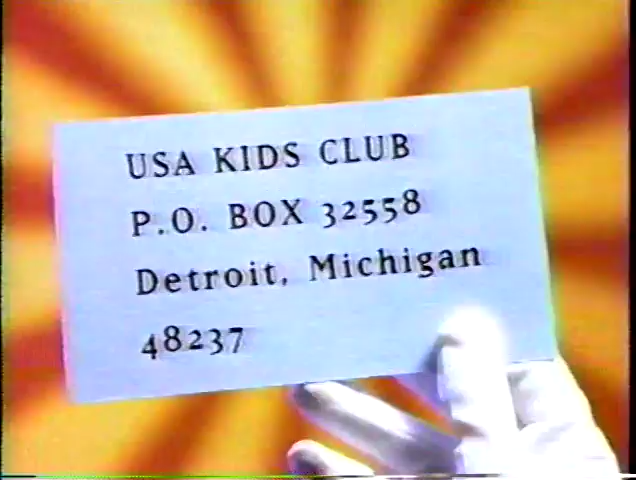 USA KIDS CLUB
P.O. BOX 32558
Detroit, Michigan
48237